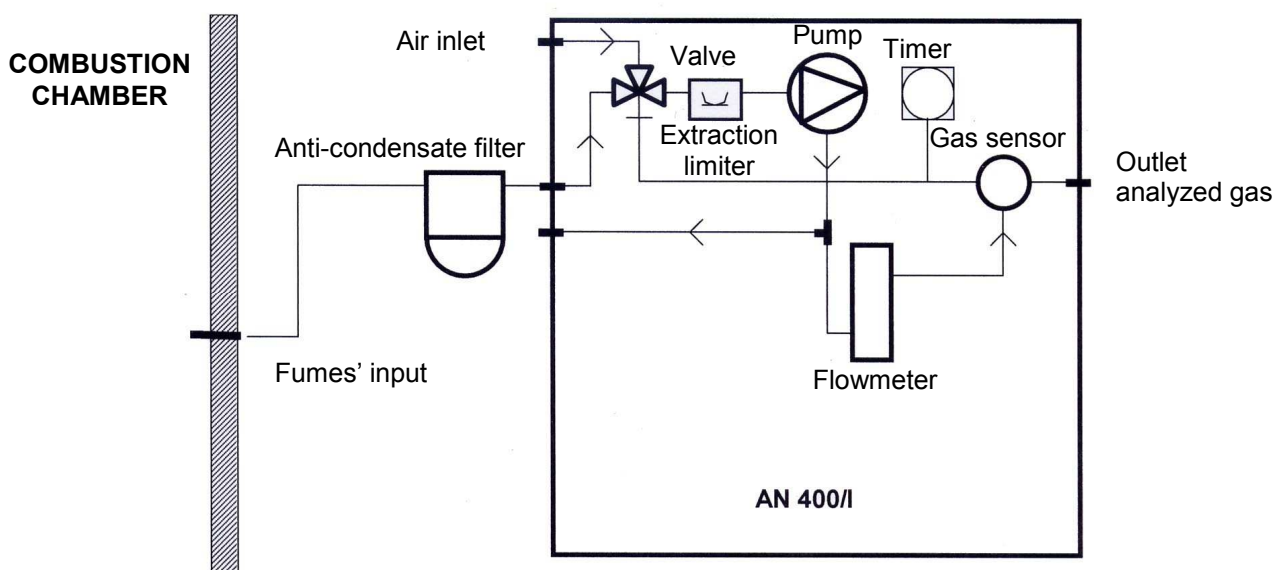 COMBUSTION
CHAMBER
Air inlet
Valve
Pump
Timer
Anti-condensate filter
Extraction
limiter
Gas sensor
Outlet
analyzed gas
Fumes’ input
Flowmeter
AN 400/I